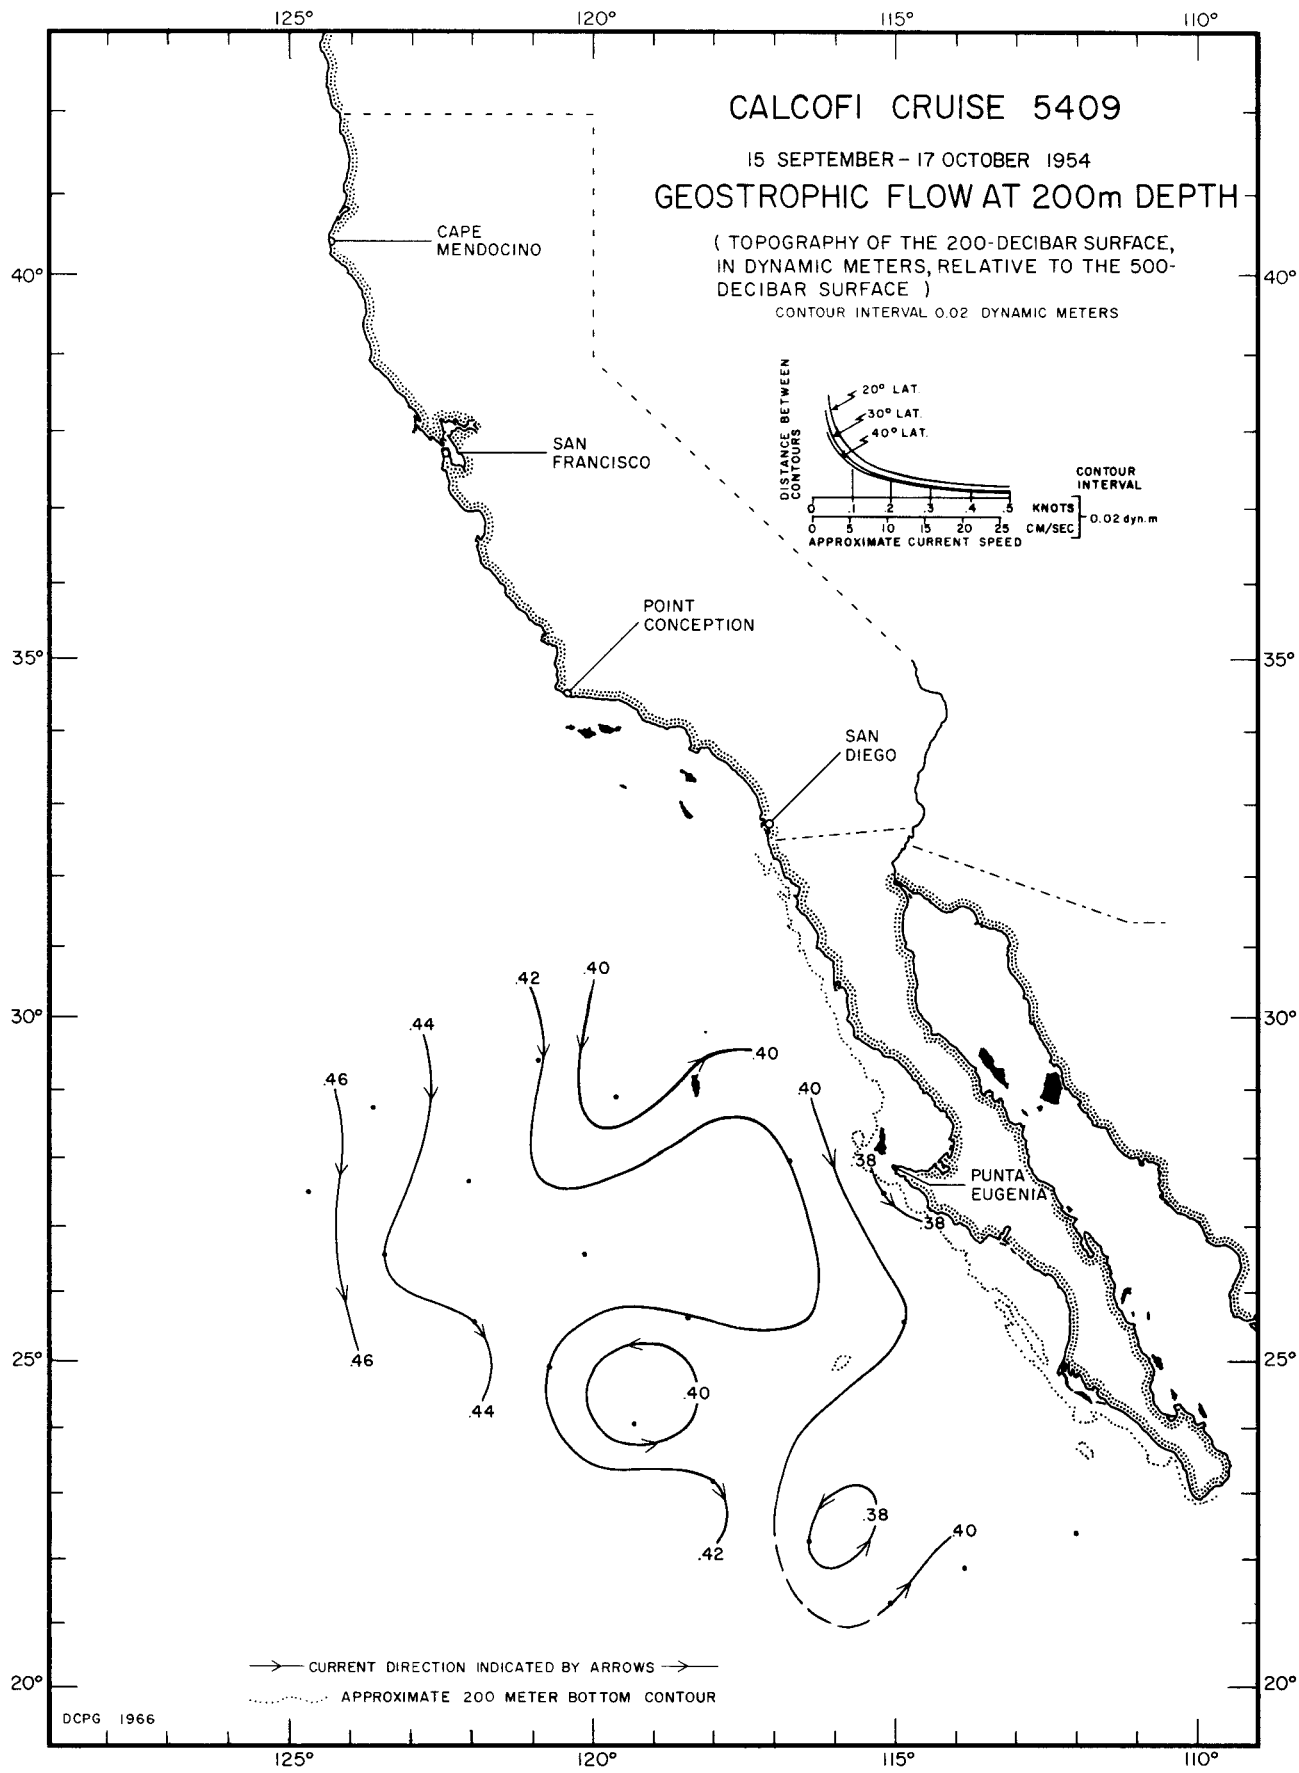 125° 120° 115° 110°
CALCOFI CRUISE 5409
15 SEPTEMBER – 17 OCTOBER 1954
GEOSTROPHIC FLOW AT 200m DEPTH
( TOPOGRAPHY OF THE 200-DECIBAR SURFACE,
IN DYNAMIC METERS, RELATIVE TO THE 500-
DECIBAR SURFACE )
CONTOUR INTERVAL 0.02 DYNAMIC METERS
CAPE
MENDOCINO
40° 40°
DISTANCE BETWEEN
CONTOURS
20° LAT.
30° LAT.
40° LAT.
CONTOUR
INTERVAL
0 .1 .2 .3 .4 .5 KNOTS
0 5 10 15 20 25 CM/SEC
0.02 dyn.m
APPROXIMATE CURRENT SPEED
SAN
FRANCISCO
POINT
CONCEPTION
35° 35°
SAN
DIEGO
.42 .40
30° 30°
.44
.40
.46 .40
.38
PUNTA
EUGENIA
.38
25° .46 25°
.40
.44
.38
.40
.42
CURRENT DIRECTION INDICATED BY ARROWS
20° 20°
APPROXIMATE 200 METER BOTTOM CONTOUR
DCPG 1966
125° 120° 115° 110°